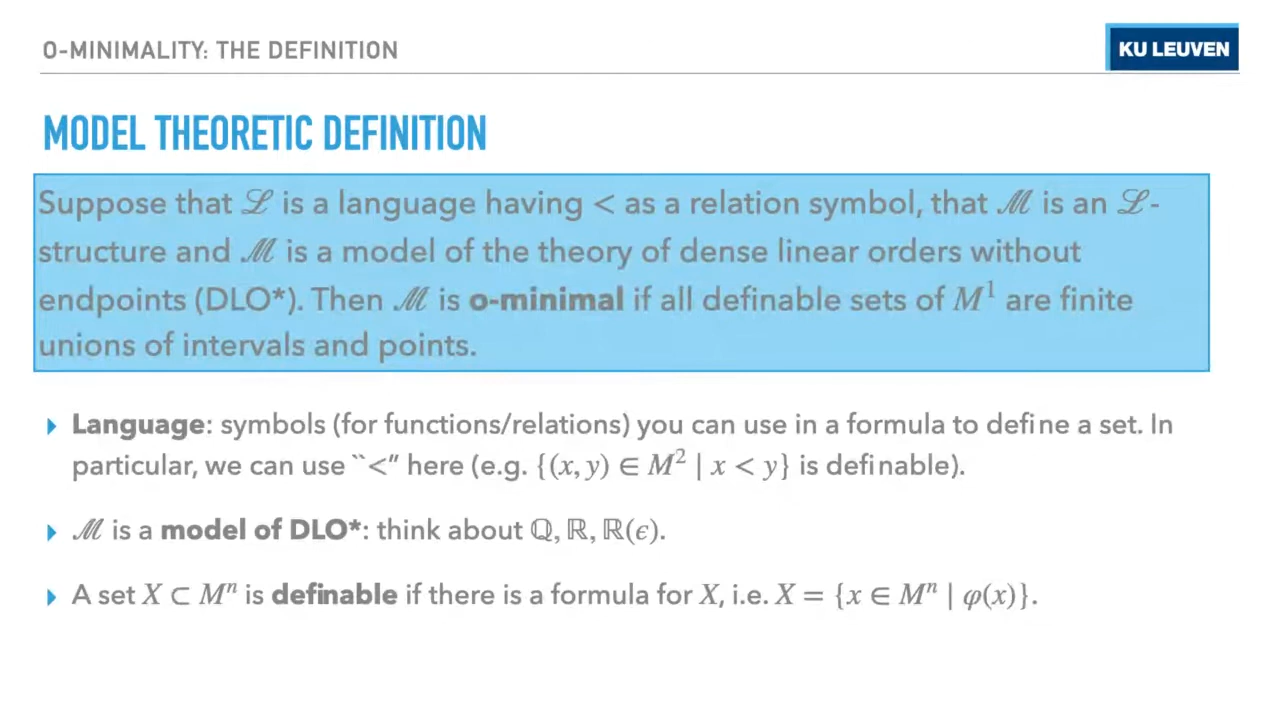 O-MINIMALITY: THE DEFINITION
KU LEUVEN
MODEL THEORETIC DEFINITION
Suppose that ℒ is a language having < as a relation symbol, that ℳ is an ℒ-
structure and ℳ is a model of the theory of dense linear orders without
endpoints (DLO*). Then ℳ is o-minimal if all definable sets of M¹ are finite
unions of intervals and points.
▸ Language: symbols (for functions/relations) you can use in a formula to define a set. In
particular, we can use ``<” here (e.g. {(x, y) ∈ M² | x < y} is definable).
▸ ℳ is a model of DLO*: think about ℚ, ℝ, ℝ(ϵ).
▸ A set X ⊂ Mⁿ is definable if there is a formula for X, i.e. X = {x ∈ Mⁿ | φ(x)}.